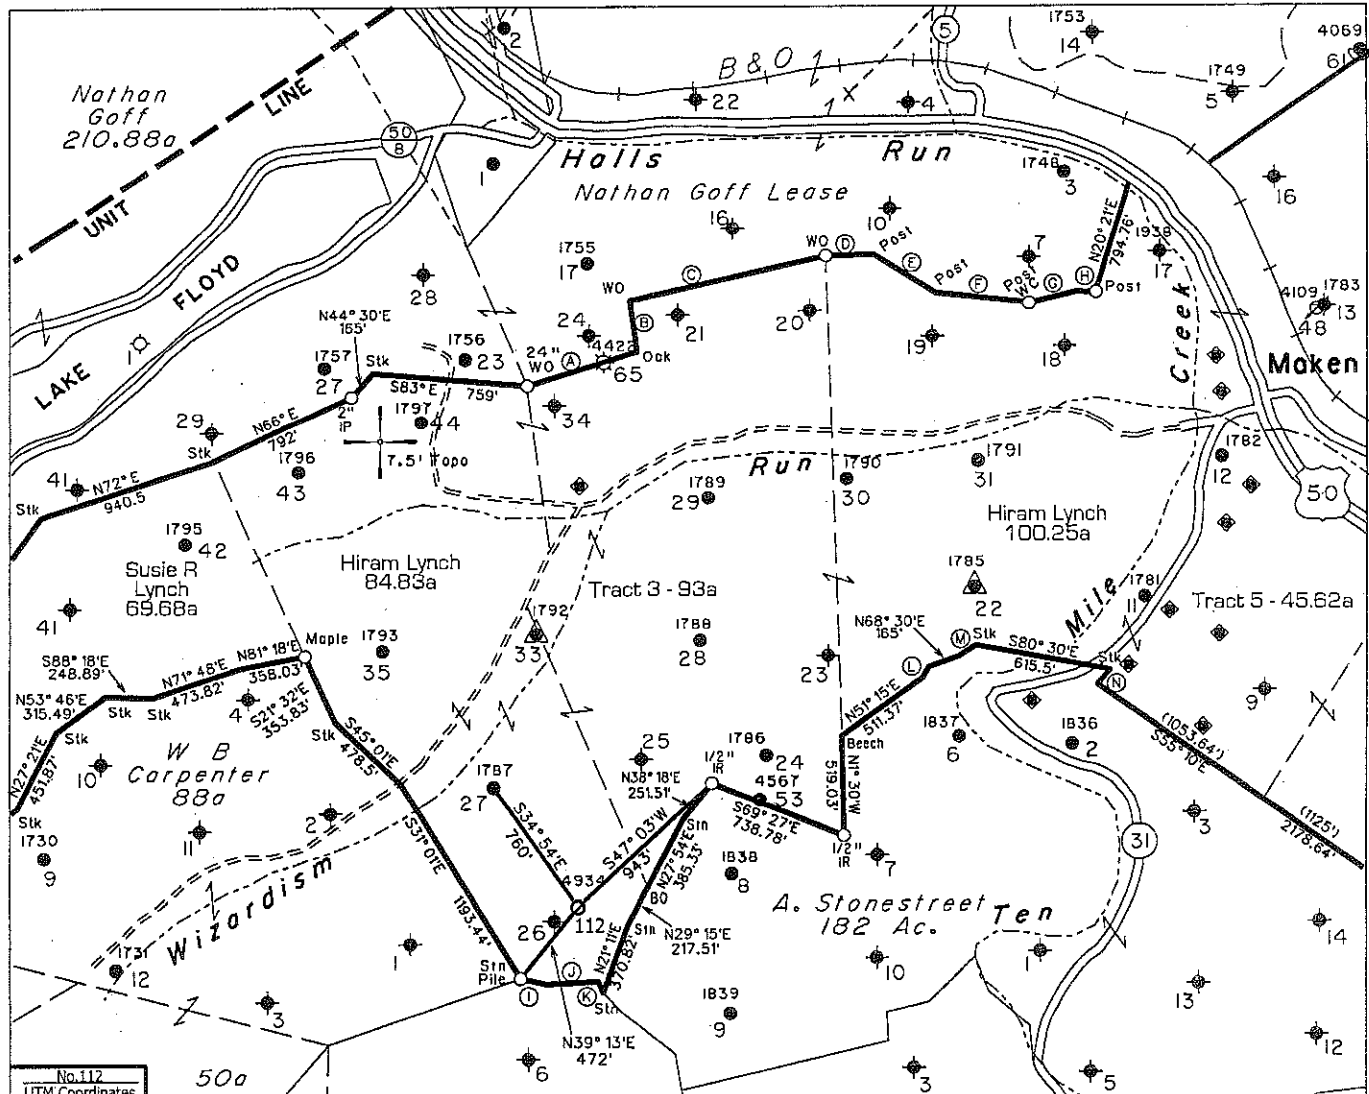 Nathan
Goff
210.88a
UNIT LINE
LAKE FLOYD
50
8
2
1
B & O
22
4
5
1753
14
1749
5
4069
61
Halls Run
Nathan Goff Lease
16
10
1748
3
16
1755
17
28
N20° 21'E
794.76'
1938
17
Creek
WO
D
Post
E
Post
F
7
Post
WC
G
H
Post
1783
13
4109
48
Maken
1
N44° 30'E
165'
Stk
1757
27
1756
23
S83° E
759'
24"
WO
A
24
4422
65
WO
B
Oak
C
21
20
19
18
2"
IP
1797
44
7.5' Topo
34
29
N66° E
792'
Stk
1796
43
41
N72° E
940.5
Stk
Run
1789
29
1790
30
1791
31
1782
12
50
1795
42
Susie R
Lynch
69.68a
41
Hiram Lynch
84.83a
Tract 3 - 93a
Hiram Lynch
100.25a
1785
22
Mile
1781
11
Tract 5 - 45.62a
1792
33
1793
35
1788
28
23
Maple
N81° 18'E
358.03'
N71° 48'E
473.82'
S88° 18'E
248.89'
N53° 46'E
315.49'
Stk
Stk
Stk
N27° 21'E
451.87'
Stk
S21° 32'E
353.83'
4
Stk
S45° 01'E
478.5'
N68° 30'E
165'
M
Stk
S80° 30'E
615.5'
Stk
N
L
N51° 15'E
511.37'
Beech
N1° 30'W
519.03'
1837
6
1836
2
9
(1053.64')
S55° 10'E
(1125')
2178.64'
W B
Carpenter
88a
10
11
2
1730
9
25
1787
27
S34° 54'E
760'
1/2"
IR
1786
24
4567
53
S69° 27'E
738.78'
1/2"
IR
N38° 18'E
251.51'
Stn
S47° 03'W
943'
N27° 54'E
385.33'
BO
1838
8
7
3
31
S31° 01'E
1193.44'
Wizardism
4934
112
26
Stn
N29° 15'E
217.51'
N21° 11'E
370.82'
A. Stonestreet
182 Ac.
Ten
14
1731
12
1
3
Stn
Pile
I
J
K
Stn
N39° 13'E
472'
10
1
13
1839
9
12
6
3
5
50a
No.112
UTM Coordinates